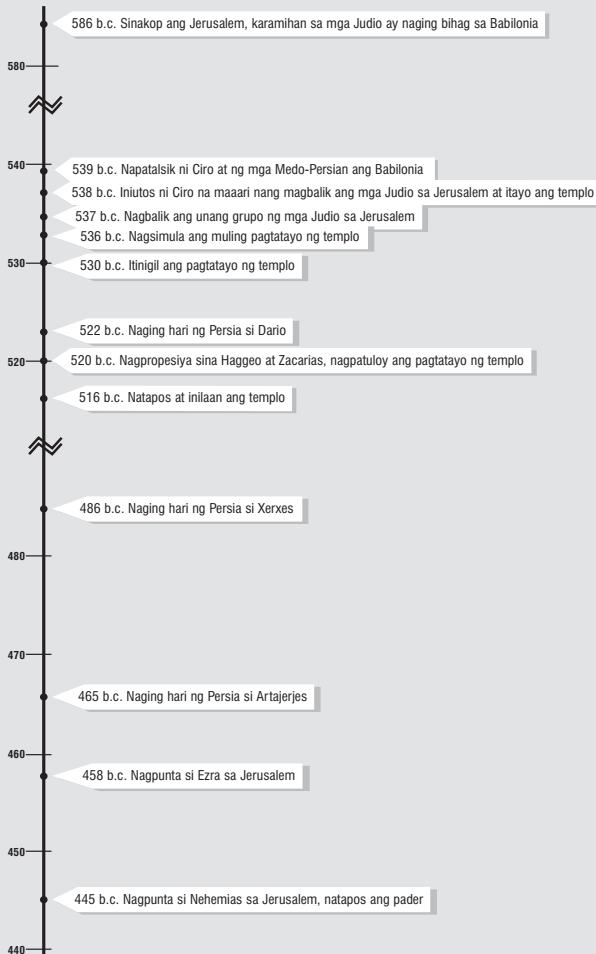 586 b.c. Sinakop ang Jerusalem, karamihan sa mga Judio ay naging bihag sa Babilonia
580
540
539 b.c. Napatalsik ni Ciro at ng mga Medo-Persian ang Babilonia
538 b.c. Iniutos ni Ciro na maaari nang magbalik ang mga Judio sa Jerusalem at itayo ang templo
537 b.c. Nagbalik ang unang grupo ng mga Judio sa Jerusalem
536 b.c. Nagsimula ang muling pagtatayo ng templo
530
530 b.c. Itinigil ang pagtatayo ng templo
522 b.c. Naging hari ng Persia si Dario
520
520 b.c. Nagpropesiya sina Haggeo at Zacarias, nagpatuloy ang pagtatayo ng templo
516 b.c. Natapos at inilaan ang templo
486 b.c. Naging hari ng Persia si Xerxes
480
470
465 b.c. Naging hari ng Persia si Artajerjes
460
458 b.c. Nagpunta si Ezra sa Jerusalem
450
445 b.c. Nagpunta si Nehemias sa Jerusalem, natapos ang pader
440